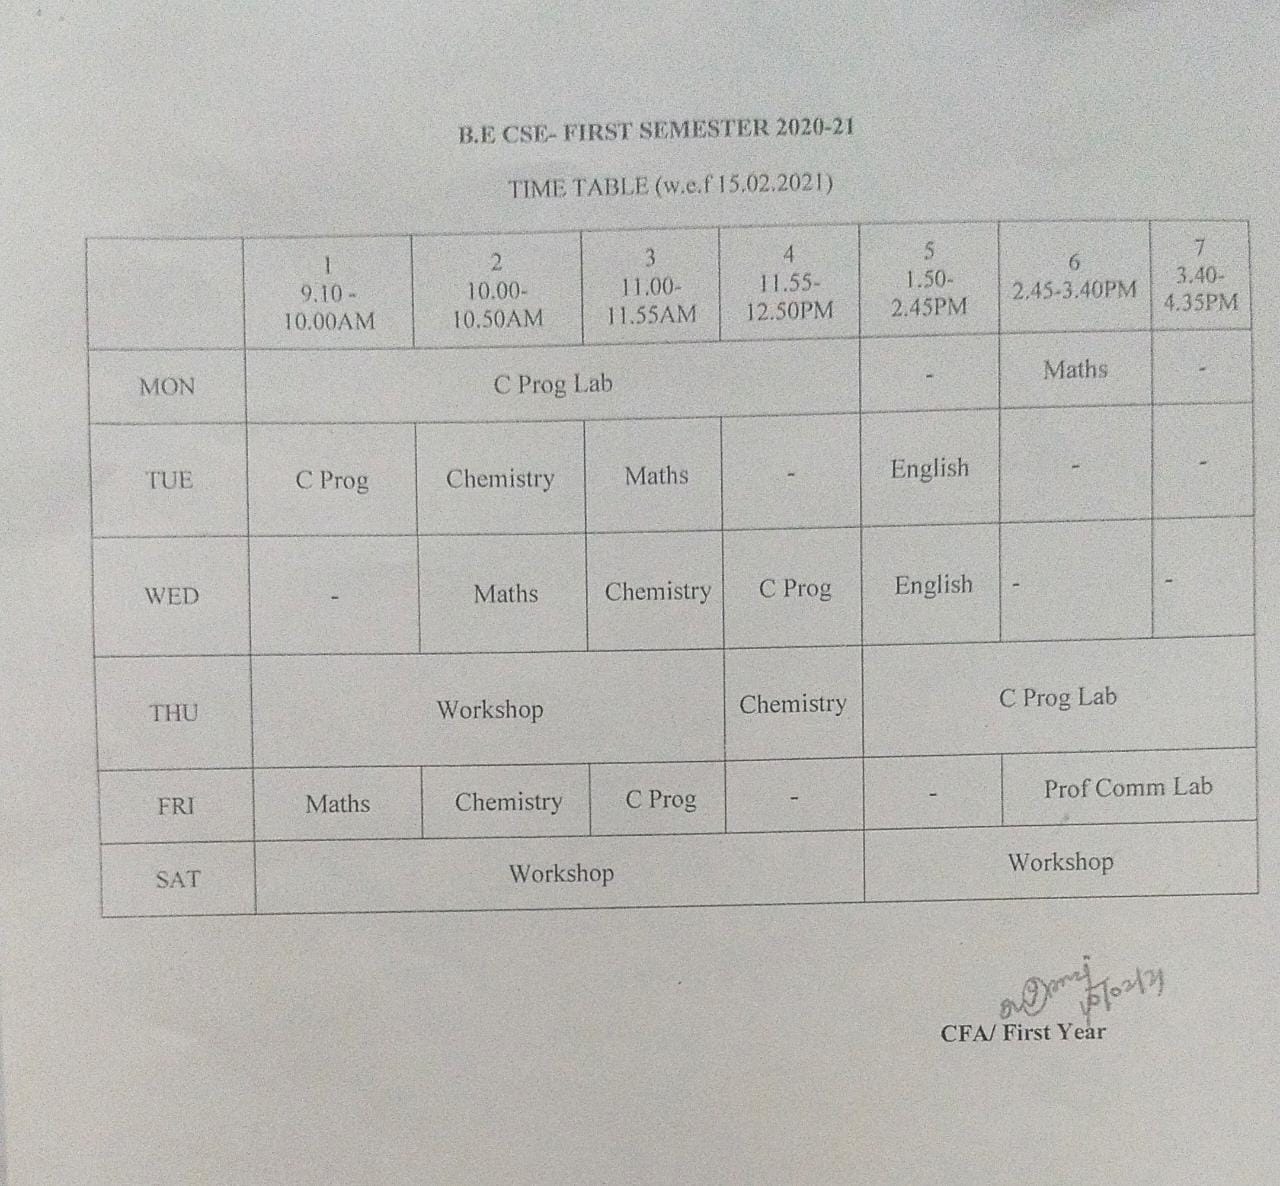 B.E CSE- FIRST SEMESTER 2020-21
TIME TABLE (w.e.f 15.02.2021)
1 9.10 - 10.00AM 2 10.00- 10.50AM 3 11.00- 11.55AM 4 11.55- 12.50PM 5 1.50- 2.45PM 6 2.45-3.40PM 7 3.40- 4.35PM
MON C Prog Lab - Maths -
TUE C Prog Chemistry Maths - English - -
WED - Maths Chemistry C Prog English - -
THU Workshop Chemistry C Prog Lab
FRI Maths Chemistry C Prog - - Prof Comm Lab
SAT Workshop Workshop
CFA/ First Year